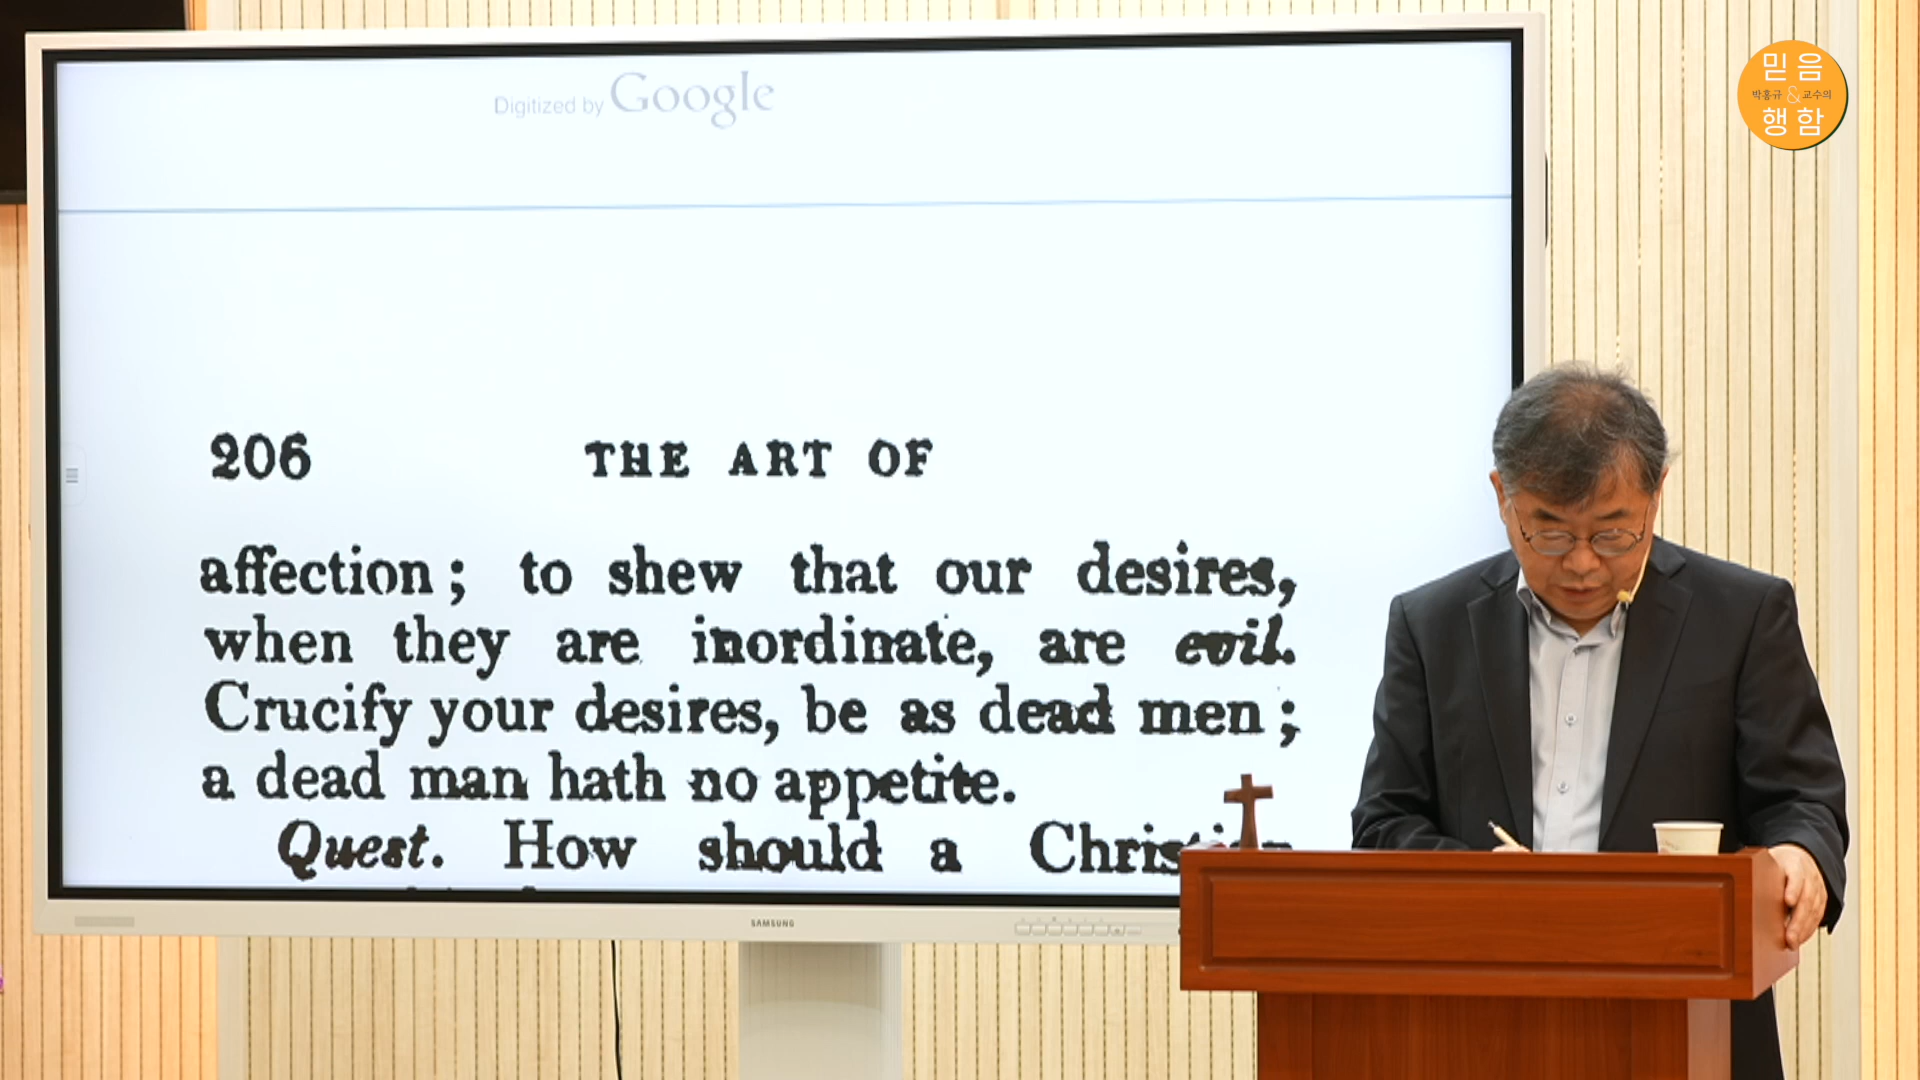 Digitized by Google
206 THE ART OF
affection; to shew that our desires,
when they are inordinate, are evil.
Crucify your desires, be as dead men;
a dead man hath no appetite.
Quest. How should a
SAMSUNG
믿음
박홍규 & 교수의
행함